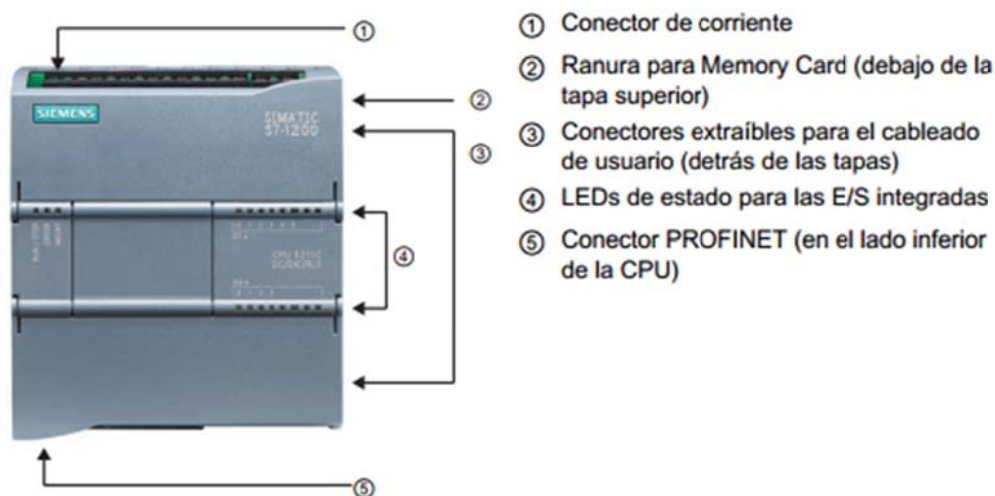 ①
SIEMENS
SIMATIC
S7-1200
②
③
④
⑤
① Conector de corriente
② Ranura para Memory Card (debajo de la
tapa superior)
③ Conectores extraíbles para el cableado
de usuario (detrás de las tapas)
④ LEDs de estado para las E/S integradas
⑤ Conector PROFINET (en el lado inferior
de la CPU)